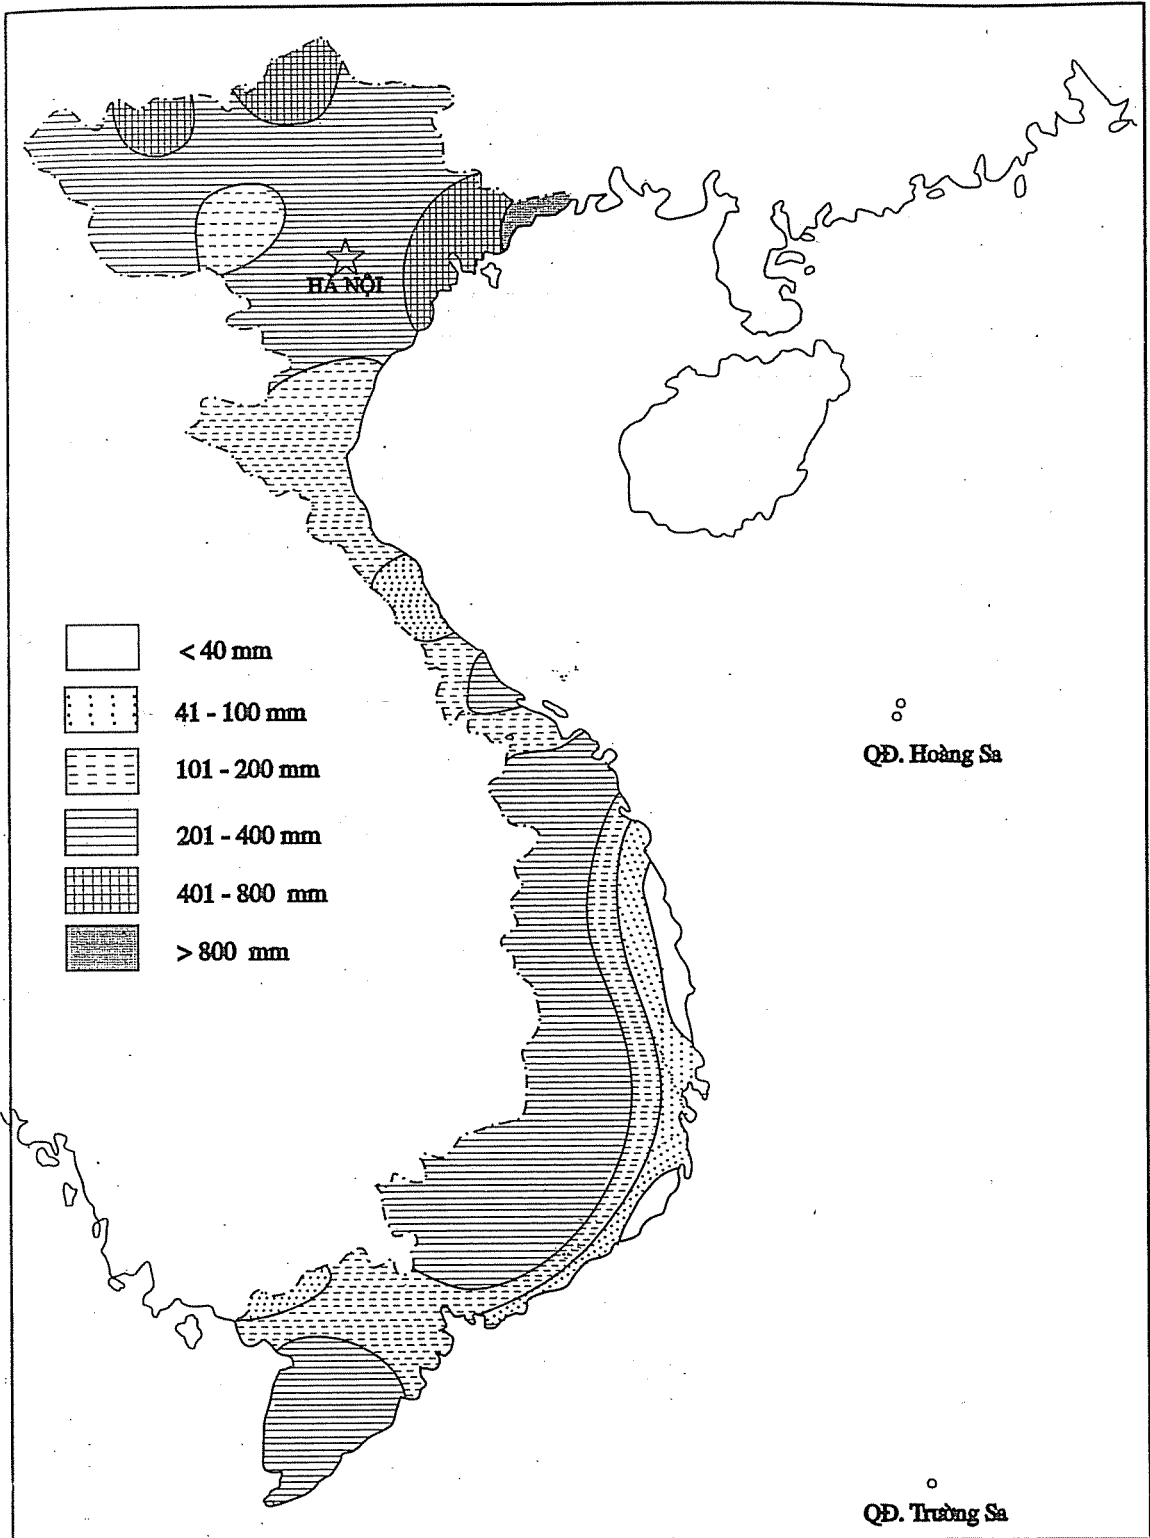 HÀ NỘI
< 40 mm
41 - 100 mm
101 - 200 mm
201 - 400 mm
401 - 800 mm
> 800 mm
QĐ. Hoàng Sa
QĐ. Trường Sa